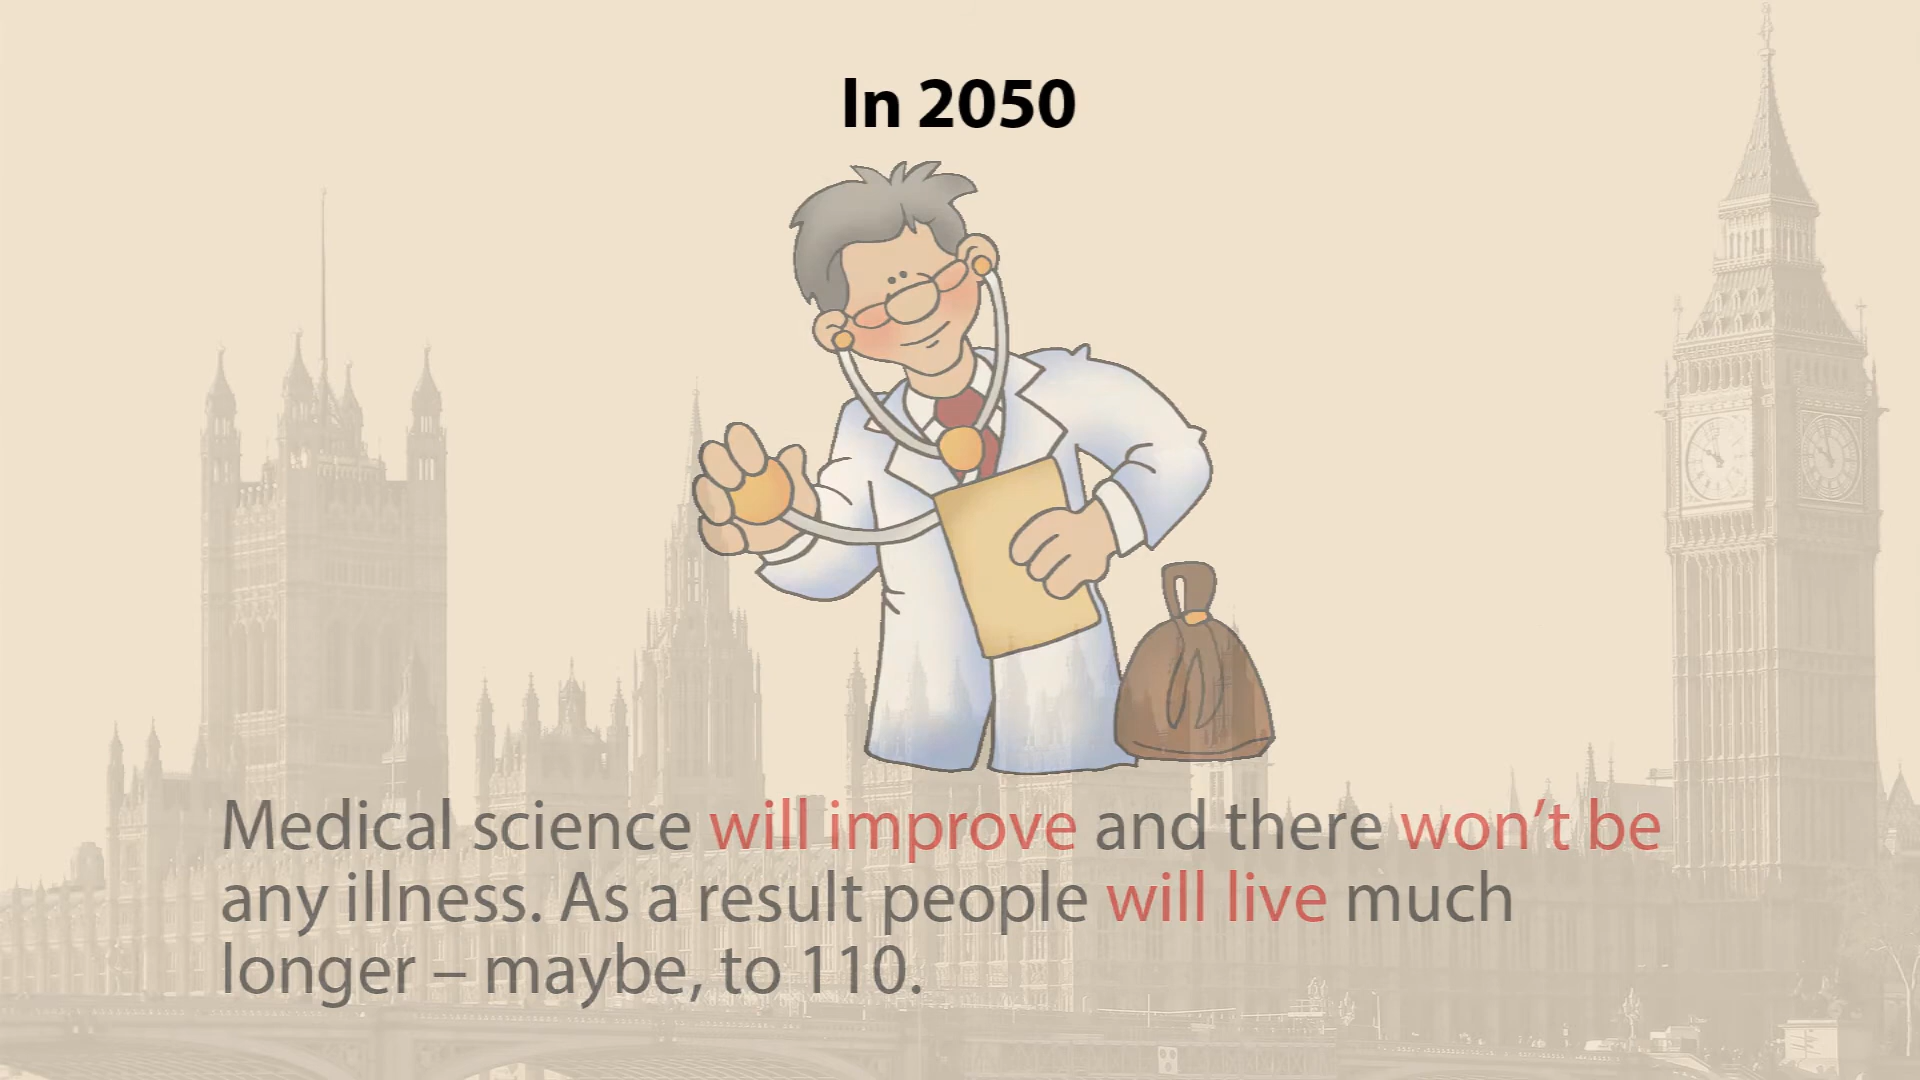 In 2050
Medical science will improve and there won’t be
any illness. As a result people will live much
longer – maybe, to 110.